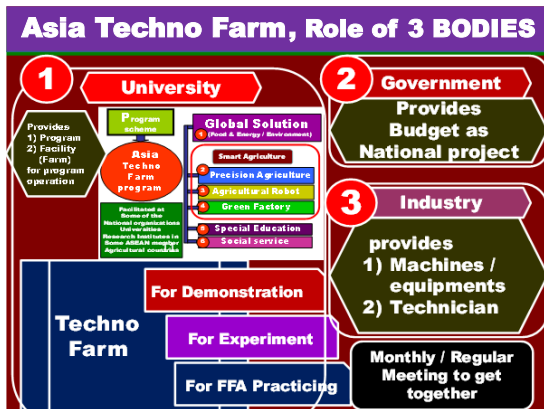 Asia Techno Farm, Role of 3 BODIES
1
University
Provides
1) Program
2) Facility
(Farm)
for program
operation
Program
scheme
Asia
Techno
Farm
program
Facilitated as
Some of the
National organizations
Universities
Research Institutes in
Some ASEAN member
Agricultural countries
Global Solution
1 (Food & Energy / Environment)
Smart Agriculture
2 Precision Agriculture
3 Agricultural Robot
4 Green Factory
5 Special Education
6 Social service
Techno
Farm
For Demonstration
For Experiment
For FFA Practicing
2
Government
Provides
Budget as
National project
3
Industry
provides
1) Machines /
equipments
2) Technician
Monthly / Regular
Meeting to get
together